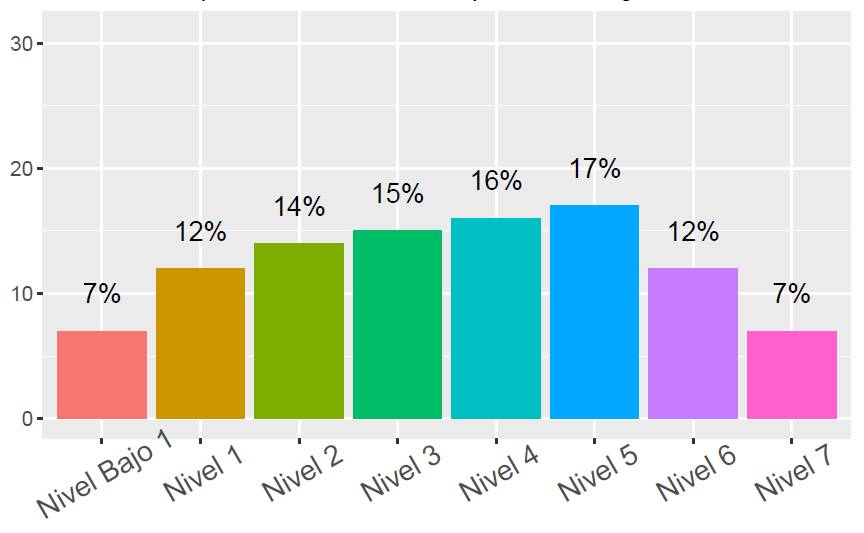 30
20
10
0
7%
12%
14%
15%
16%
17%
12%
7%
Nivel Bajo 1
Nivel 1
Nivel 2
Nivel 3
Nivel 4
Nivel 5
Nivel 6
Nivel 7